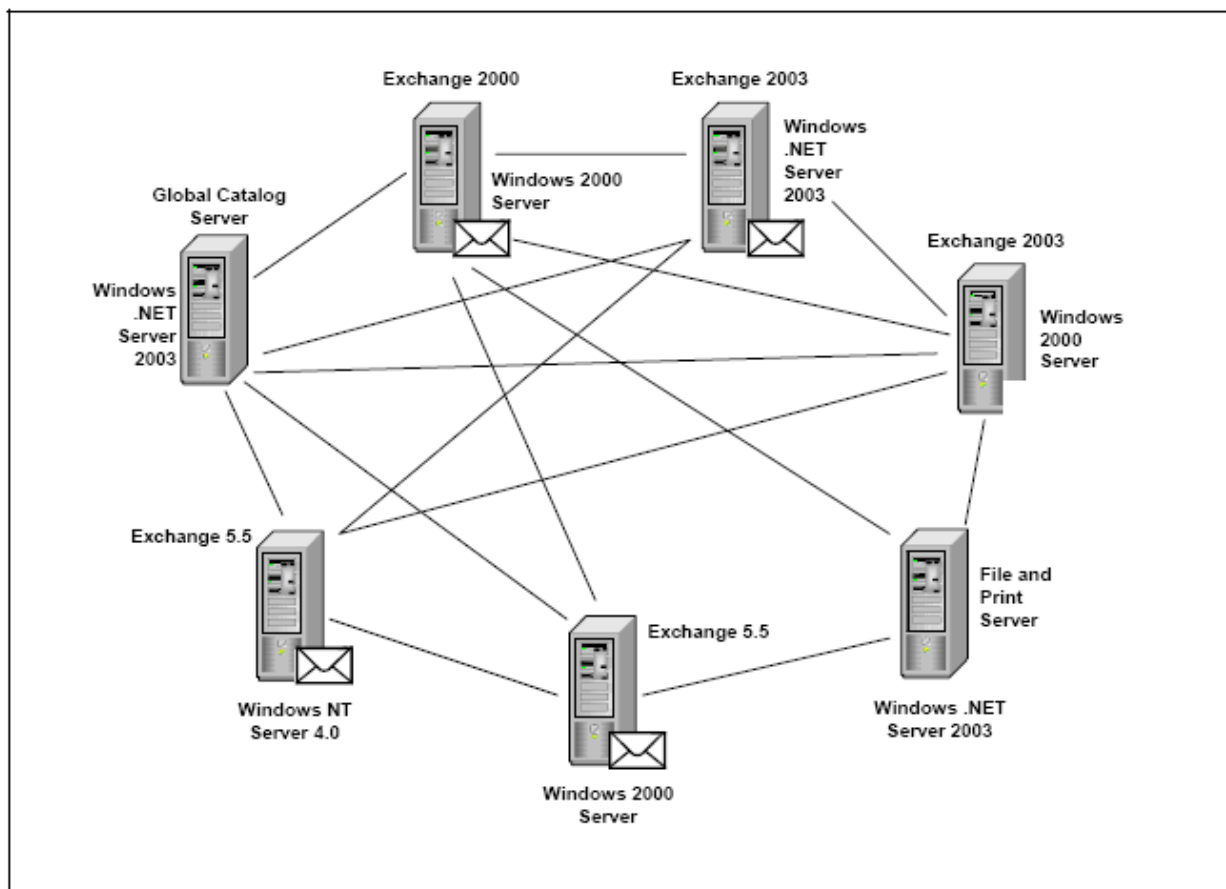 Exchange 2000
Exchange 2003
Windows
.NET
Server
2003
Windows 2000
Server
Global Catalog
Server
Windows
.NET
Server
2003
Exchange 2003
Windows
2000
Server
Exchange 5.5
Windows NT
Server 4.0
Exchange 5.5
Windows 2000
Server
File and
Print
Server
Windows .NET
Server 2003